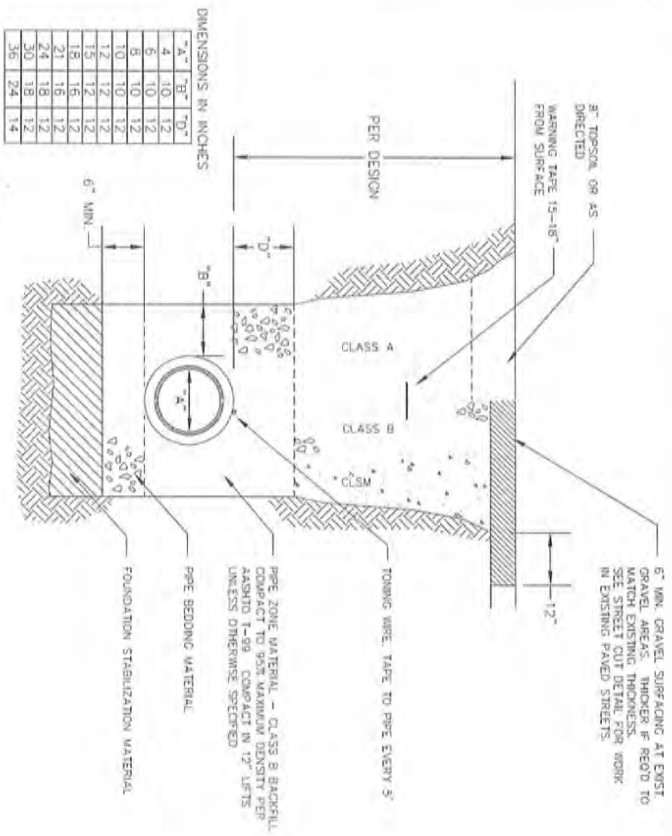 8" TOPSOIL OR AS
DIRECTED
WARNING TAPE 15-18"
FROM SURFACE
PER DESIGN
6" MIN. GRAVEL SURFACING AT EXIST.
GRAVEL AREAS. THICKER IF REQ'D TO
MATCH EXISTING THICKNESS.
SEE STREET CUT DETAIL FOR WORK
IN EXISTING PAVED STREETS.
12"
CLASS A
CLASS B
CLSM
"D"
"B"
"A"
6" MIN.
TONING WIRE, TAPE TO PIPE EVERY 5'
PIPE ZONE MATERIAL – CLASS B BACKFILL
COMPACT TO 95% MAXIMUM DENSITY PER
AASHTO T-99. COMPACT IN 12" LIFTS
UNLESS OTHERWISE SPECIFIED
PIPE BEDDING MATERIAL
FOUNDATION STABILIZATION MATERIAL
DIMENSIONS IN INCHES
"A" "B" "D"
4 10 12
6 10 12
8 10 12
10 10 12
12 12 12
15 12 12
18 16 12
21 16 12
24 18 12
30 18 12
36 24 14